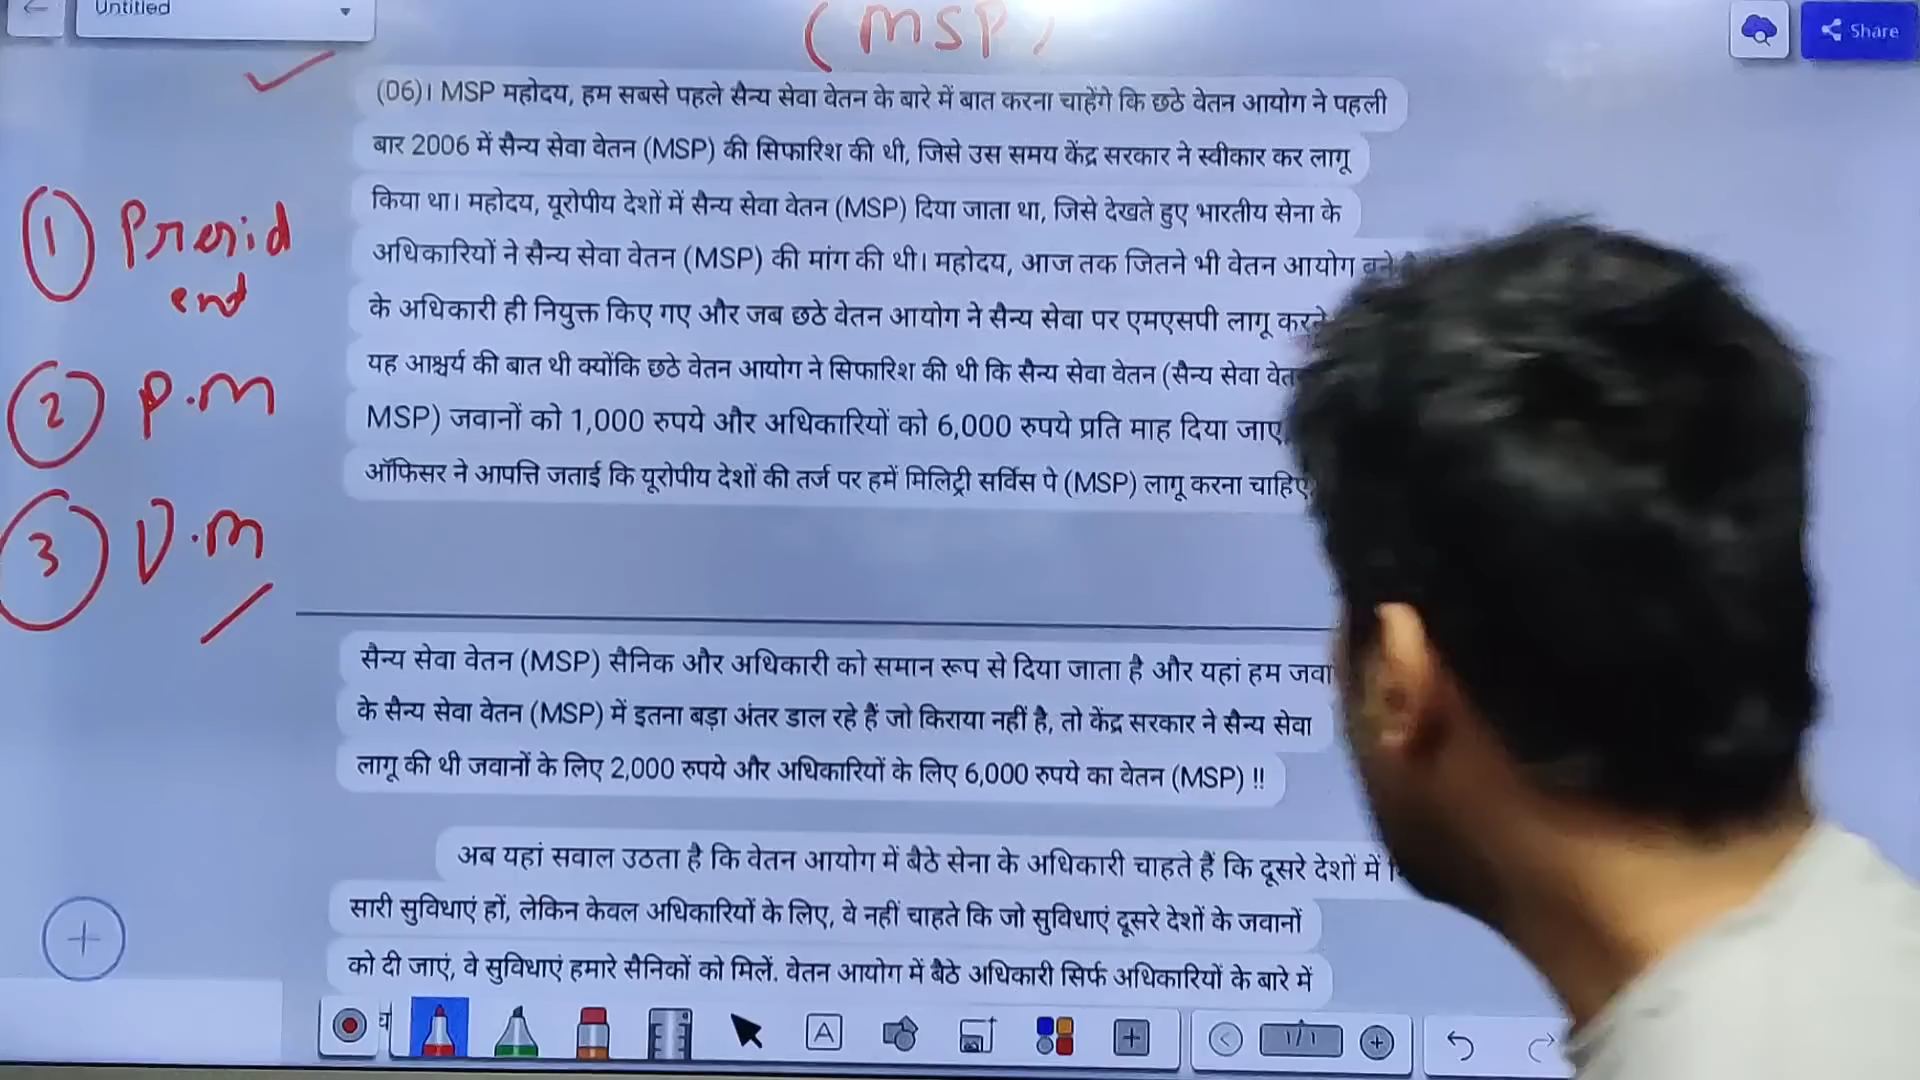 Untitled
Share
(MSP)
(06)। MSP महोदय, हम सबसे पहले सैन्य सेवा वेतन के बारे में बात करना चाहेंगे कि छठे वेतन आयोग ने पहली
बार 2006 में सैन्य सेवा वेतन (MSP) की सिफारिश की थी, जिसे उस समय केंद्र सरकार ने स्वीकार कर लागू
किया था। महोदय, यूरोपीय देशों में सैन्य सेवा वेतन (MSP) दिया जाता था, जिसे देखते हुए भारतीय सेना के
अधिकारियों ने सैन्य सेवा वेतन (MSP) की मांग की थी। महोदय, आज तक जितने भी वेतन आयोग बने
के अधिकारी ही नियुक्त किए गए और जब छठे वेतन आयोग ने सैन्य सेवा पर एमएसपी लागू करने
यह आश्चर्य की बात थी क्योंकि छठे वेतन आयोग ने सिफारिश की थी कि सैन्य सेवा वेतन (सैन्य सेवा
MSP) जवानों को 1,000 रुपये और अधिकारियों को 6,000 रुपये प्रति माह दिया जाए,
ऑफिसर ने आपत्ति जताई कि यूरोपीय देशों की तर्ज पर हमें मिलिट्री सर्विस पे (MSP) लागू करना चाहिए
1 Presid
ent
2 P.M
3 D.M
सैन्य सेवा वेतन (MSP) सैनिक और अधिकारी को समान रूप से दिया जाता है और यहां हम
के सैन्य सेवा वेतन (MSP) में इतना बड़ा अंतर डाल रहे हैं जो किराया नहीं है, तो केंद्र सरकार ने सैन्य सेवा
लागू की थी जवानों के लिए 2,000 रुपये और अधिकारियों के लिए 6,000 रुपये का वेतन (MSP) !!
अब यहां सवाल उठता है कि वेतन आयोग में बैठे सेना के अधिकारी चाहते हैं कि दूसरे देशों में
सारी सुविधाएं हों, लेकिन केवल अधिकारियों के लिए, वे नहीं चाहते कि जो सुविधाएं दूसरे देशों के जवानों
को दी जाएं, वे सुविधाएं हमारे सैनिकों को मिलें. वेतन आयोग में बैठे अधिकारी सिर्फ अधिकारियों के बारे में
A
1/1